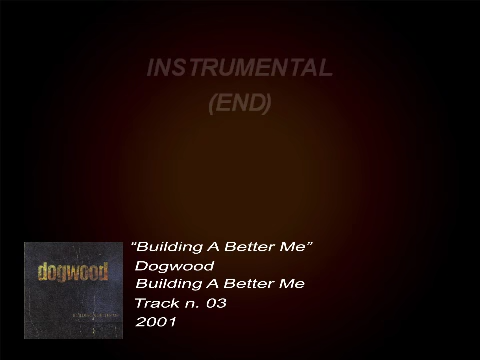 INSTRUMENTAL
(END)
“Building A Better Me”
Dogwood
Building A Better Me
Track n. 03
2001
dogwood